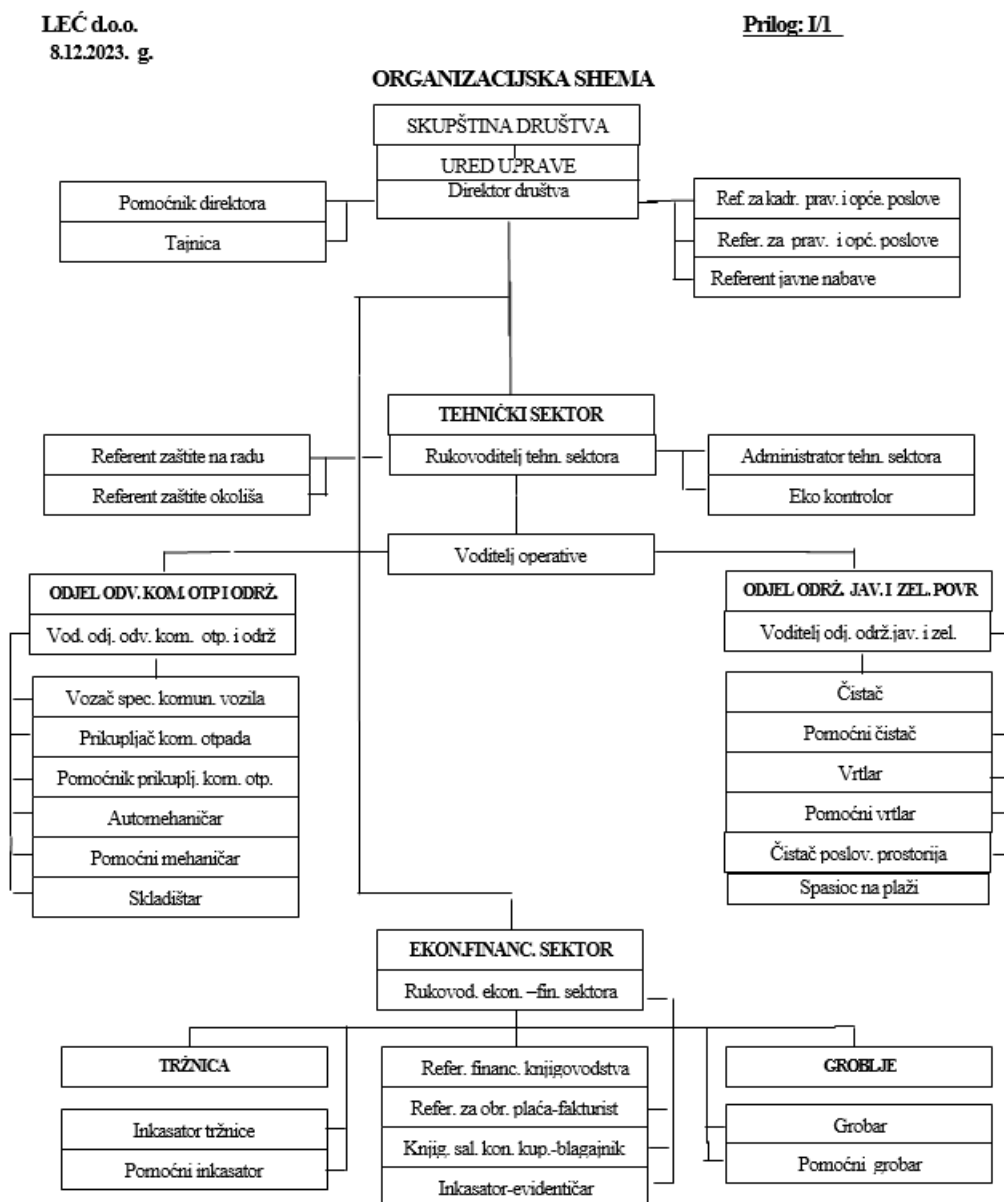 LEĆ d.o.o.
Prilog: I/1
8.12.2023. g.
ORGANIZACIJSKA SHEMA
SKUPŠTINA DRUŠTVA
URED UPRAVE
Direktor društva
Pomoćnik direktora
Tajnica
Ref. za kadr. prav. i opće. poslove
Refer. za prav. i opć. poslove
Referent javne nabave
TEHNIČKI SEKTOR
Rukovoditelj tehn. sektora
Referent zaštite na radu
Referent zaštite okoliša
Administrator tehn. sektora
Eko kontrolor
Voditelj operative
ODJEL ODV. KOM. OTP I ODRŽ.
Vod. odj. odv. kom. otp. i održ
Vozač spec. komun. vozila
Prikupljač kom. otpada
Pomoćnik prikuplj. kom. otp.
Automehaničar
Pomoćni mehaničar
Skladištar
ODJEL ODRŽ. JAV. I ZEL. POVR
Voditelj odj. održ.jav. i zel.
Čistač
Pomoćni čistač
Vrtlar
Pomoćni vrtlar
Čistač poslov. prostorija
Spasioc na plaži
EKON.FINANC. SEKTOR
Rukovod. ekon. –fin. sektora
TRŽNICA
Inkasator tržnice
Pomoćni inkasator
Refer. financ. knjigovodstva
Refer. za obr. plaća-fakturist
Knjig. sal. kon. kup.-blagajnik
Inkasator-evidentičar
GROBLJE
Grobar
Pomoćni grobar